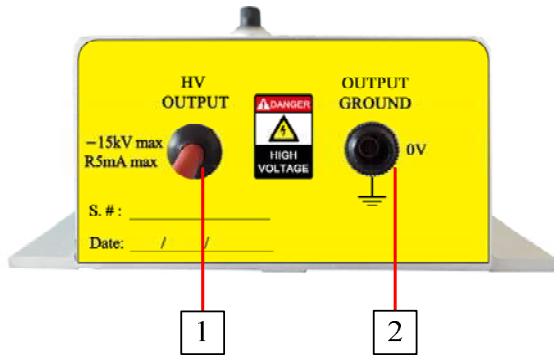 HV
OUTPUT
OUTPUT
GROUND
DANGER
HIGH
VOLTAGE
−15kV max
R5mA max
0V
S. # :
Date: / /
1
2